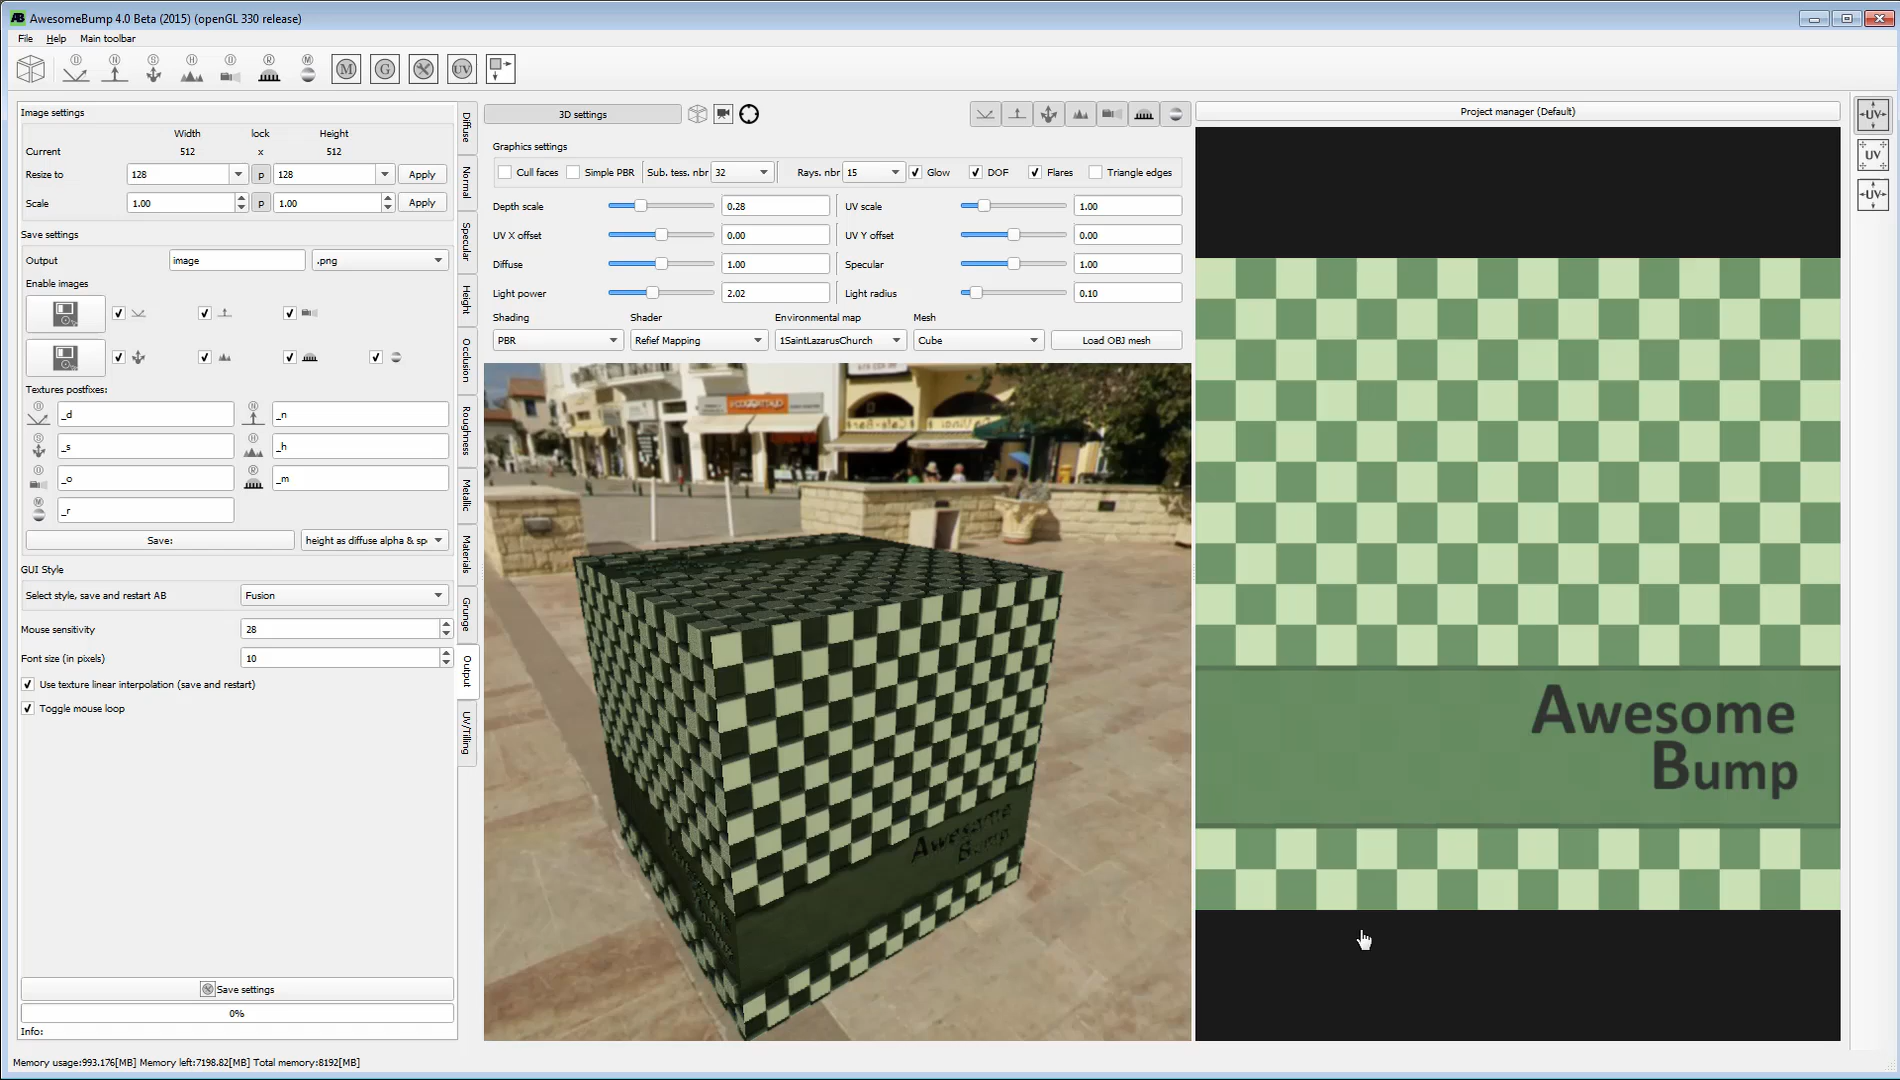 AwesomeBump 4.0 Beta (2015) (openGL 330 release)
File Help Main toolbar
D N S H O R M M G UV
Image settings
Width lock Height
Current 512 x 512
Resize to 128 p 128 Apply
Scale 1.00 p 1.00 Apply
Save settings
Output image .png
Enable images
Textures postfixes:
D _d N _n
S _s H _h
O _o R _m
M _r
Save: height as diffuse alpha & sp
GUI Style
Select style, save and restart AB Fusion
Mouse sensitivity 28
Font size (in pixels) 10
Use texture linear interpolation (save and restart)
Toggle mouse loop
Save settings
0%
Info:
Memory usage:993.176[MB] Memory left:7198.82[MB] Total memory:8192[MB]
Diffuse
Normal
Specular
Height
Occlusion
Roughness
Metallic
Materials
Grunge
Output
UV/Tilling
3D settings
Graphics settings
Cull faces Simple PBR Sub. tess. nbr 32 Rays. nbr 15 Glow DOF Flares Triangle edges
Depth scale 0.28 UV scale 1.00
UV X offset 0.00 UV Y offset 0.00
Diffuse 1.00 Specular 1.00
Light power 2.02 Light radius 0.10
Shading Shader Environmental map Mesh
PBR Refief Mapping 1SaintLazarusChurch Cube Load OBJ mesh
Awesome
Bump
Project manager (Default)
Awesome
Bump
UV
UV
UV